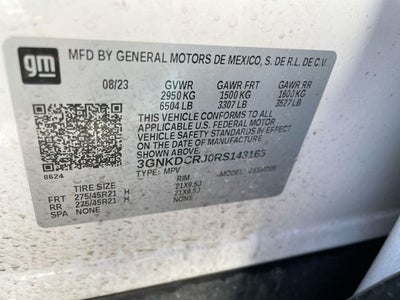 gm
MFD BY GENERAL MOTORS DE MEXICO, S. DE R.L. DE C.V.
08/23 GVWR GAWR FRT GAWR RR
2950 KG 1500 KG 1600 KG
6504 LB 3307 LB 3527 LB
THIS VEHICLE CONFORMS TO ALL
APPLICABLE U.S. FEDERAL MOTOR
VEHICLE SAFETY STANDARDS IN EFFECT
ON THE DATE OF MANUFACTURE
SHOWN ABOVE.
3GNKDCRJ0RS143165
TYPE: MPV MODEL:
8624
TIRE SIZE RIM
FRT 275/45R21 H 21X9.5J
RR 275/45R21 H 21X9.5J
SPA NONE NONE